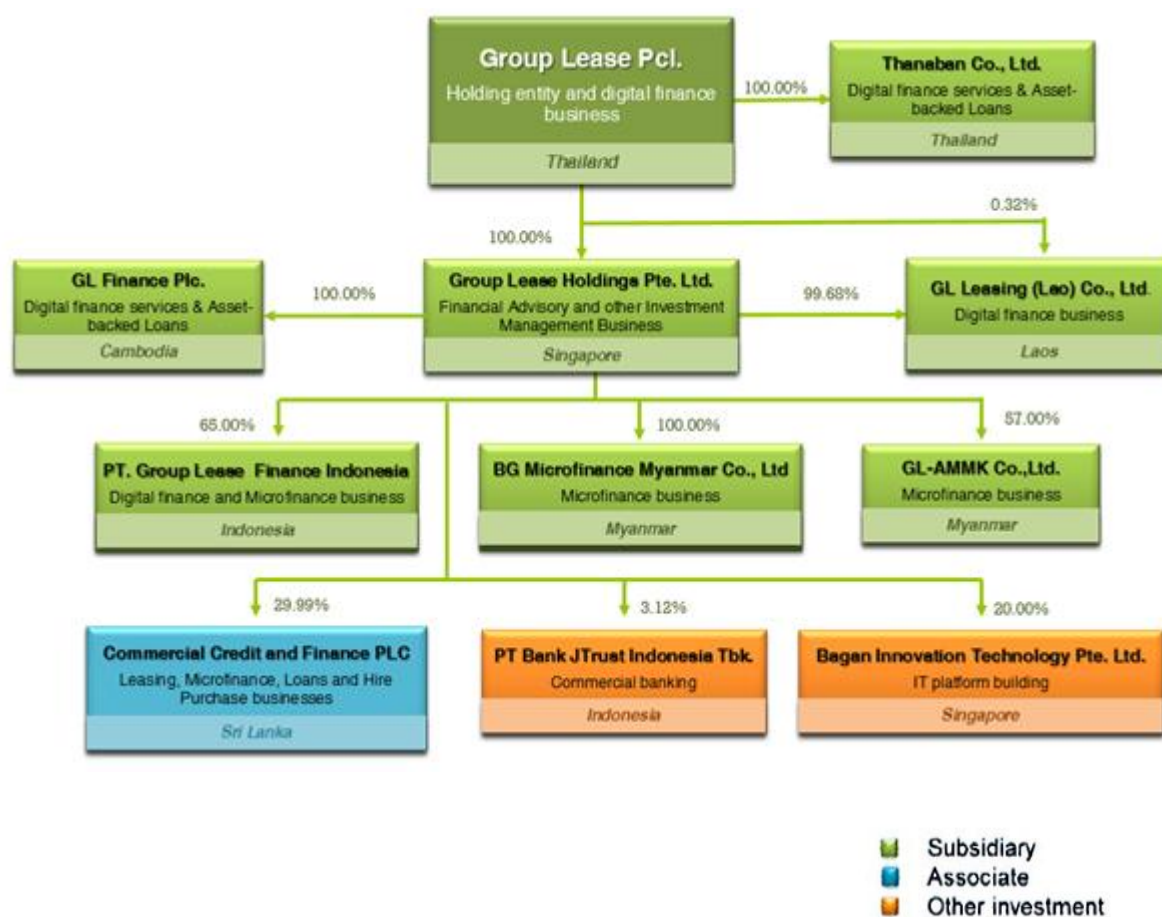 Group Lease Pcl.
Holding entity and digital finance
business
Thailand
100.00%
Thanaban Co., Ltd.
Digital finance services & Asset-
backed Loans
Thailand
0.32%
100.00%
GL Finance Plc.
Digital finance services & Asset-
backed Loans
Cambodia
100.00%
Group Lease Holdings Pte. Ltd.
Financial Advisory and other Investment
Management Business
Singapore
99.68%
GL Leasing (Lao) Co., Ltd.
Digital finance business
Laos
65.00%
100.00%
57.00%
PT. Group Lease Finance Indonesia
Digital finance and Microfinance business
Indonesia
BG Microfinance Myanmar Co., Ltd
Microfinance business
Myanmar
GL-AMMK Co.,Ltd.
Microfinance business
Myanmar
29.99%
3.12%
20.00%
Commercial Credit and Finance PLC
Leasing, Microfinance, Loans and Hire
Purchase businesses
Sri Lanka
PT Bank JTrust Indonesia Tbk.
Commercial banking
Indonesia
Bagan Innovation Technology Pte. Ltd.
IT platform building
Singapore
Subsidiary
Associate
Other investment